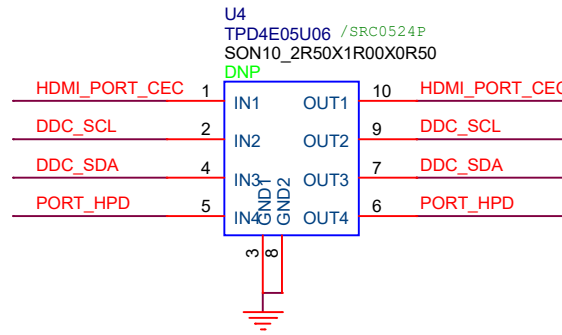 U4
TPD4E05U06 /SRC0524P
SON10_2R50X1R00X0R50
DNP
HDMI_PORT_CEC 1 IN1 OUT1 10 HDMI_PORT_CEC
DDC_SCL 2 IN2 OUT2 9 DDC_SCL
DDC_SDA 4 IN3 OUT3 7 DDC_SDA
PORT_HPD 5 IN4 OUT4 6 PORT_HPD
GND1 GND2
3 8